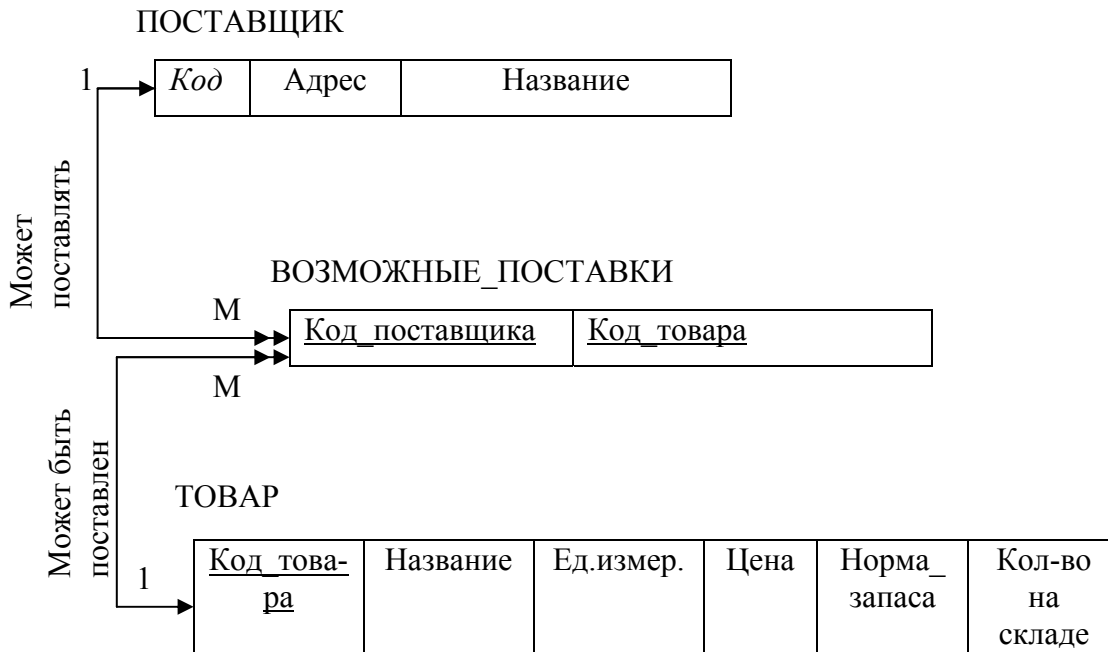 ПОСТАВЩИК
1
Код Адрес Название
Может
поставлять
ВОЗМОЖНЫЕ_ПОСТАВКИ
М
Код_поставщика Код_товара
М
Может быть
поставлен
ТОВАР
1
Код_това- Название Ед.измер. Цена Норма_ Кол-во
ра запаса на
складе